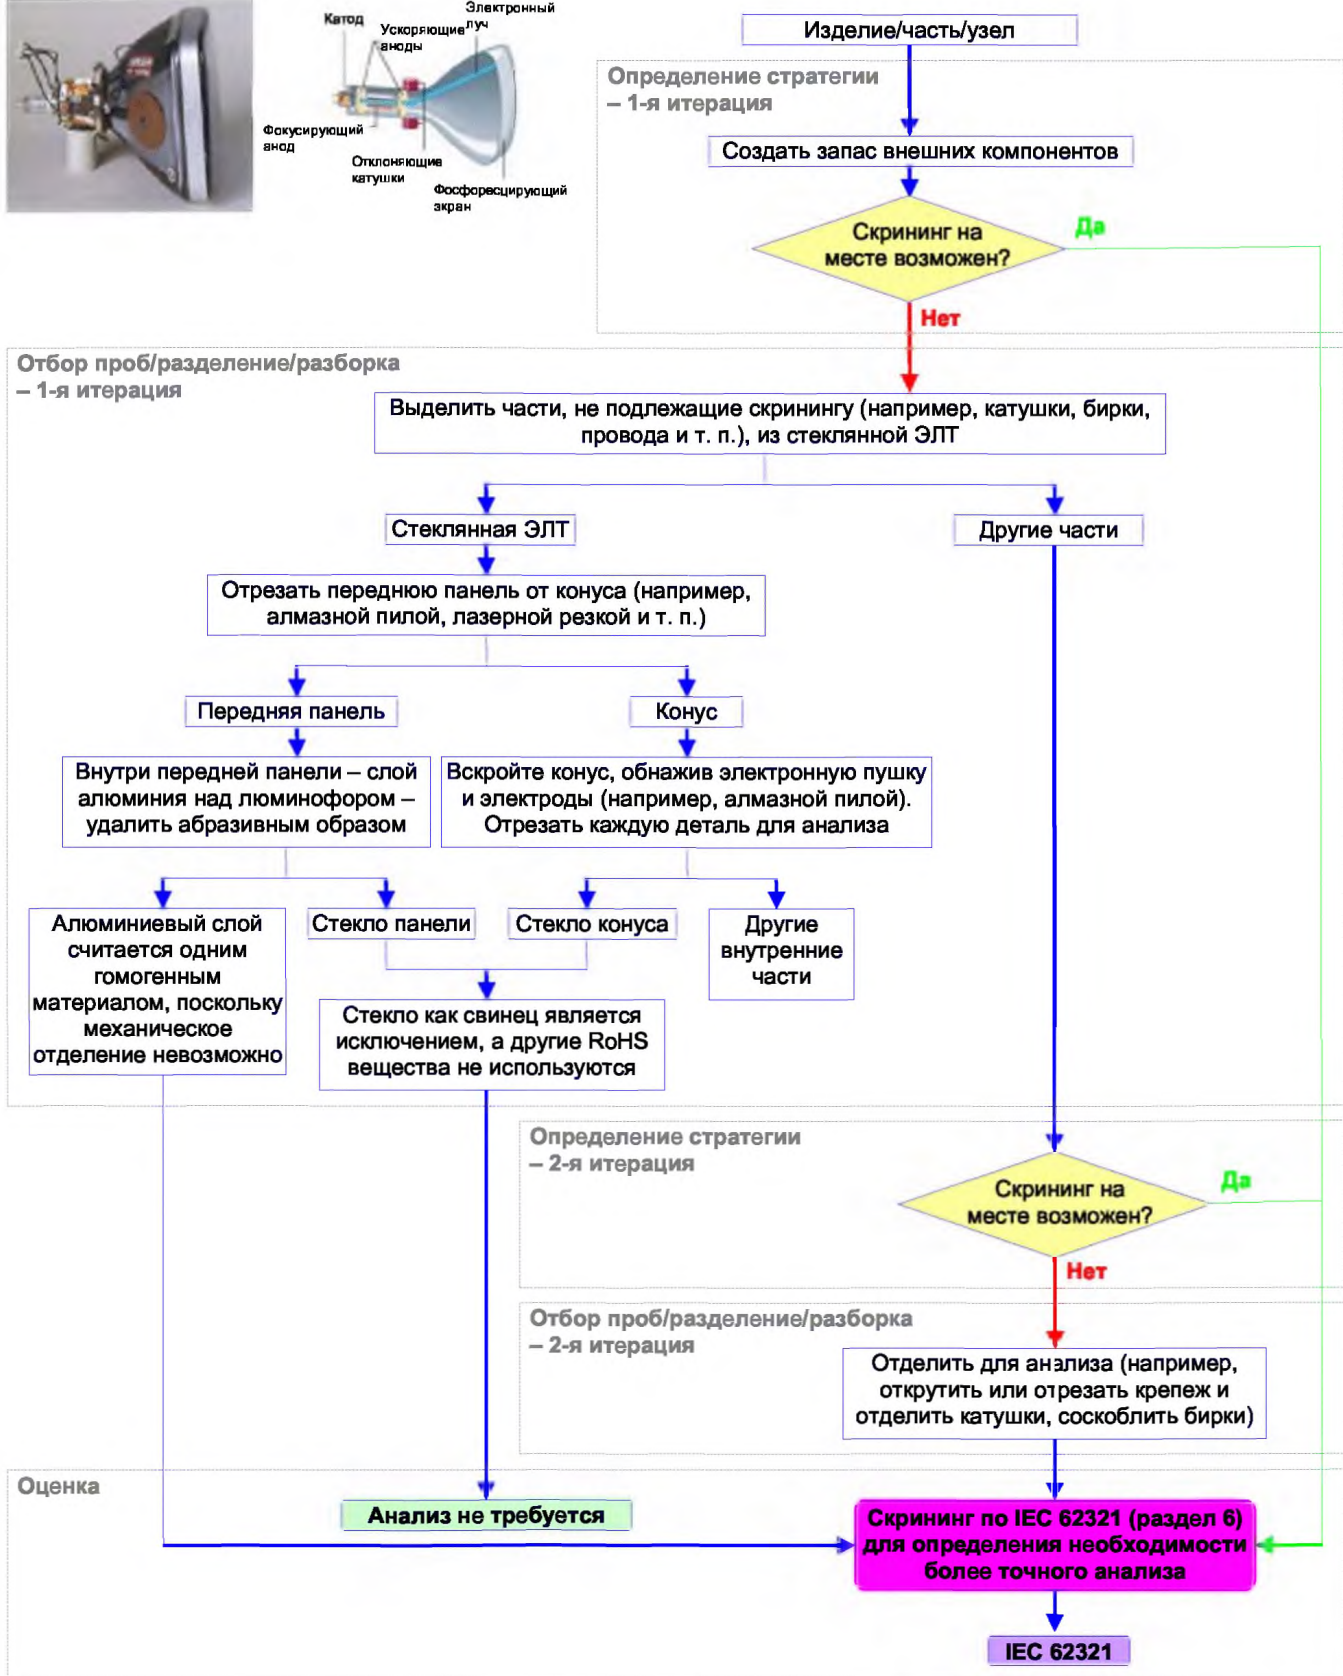 Катод
Электронный
луч
Ускоряющие
аноды
Фокусирующий
анод
Отклоняющие
катушки
Фосфоресцирующий
экран
Изделие/часть/узел
Определение стратегии
– 1-я итерация
Создать запас внешних компонентов
Скрининг на
месте возможен?
Да
Нет
Отбор проб/разделение/разборка
– 1-я итерация
Выделить части, не подлежащие скринингу (например, катушки, бирки,
провода и т. п.), из стеклянной ЭЛТ
Стеклянная ЭЛТ
Другие части
Отрезать переднюю панель от конуса (например,
алмазной пилой, лазерной резкой и т. п.)
Передняя панель
Конус
Внутри передней панели – слой
алюминия над люминофором –
удалить абразивным образом
Вскройте конус, обнажив электронную пушку
и электроды (например, алмазной пилой).
Отрезать каждую деталь для анализа
Алюминиевый слой
считается одним
гомогенным
материалом, поскольку
механическое
отделение невозможно
Стекло панели
Стекло конуса
Другие
внутренние
части
Стекло как свинец является
исключением, а другие RoHS
вещества не используются
Определение стратегии
– 2-я итерация
Скрининг на
месте возможен?
Да
Нет
Отбор проб/разделение/разборка
– 2-я итерация
Отделить для анализа (например,
открутить или отрезать крепеж и
отделить катушки, соскоблить бирки)
Оценка
Анализ не требуется
Скрининг по IEC 62321 (раздел 6)
для определения необходимости
более точного анализа
IEC 62321